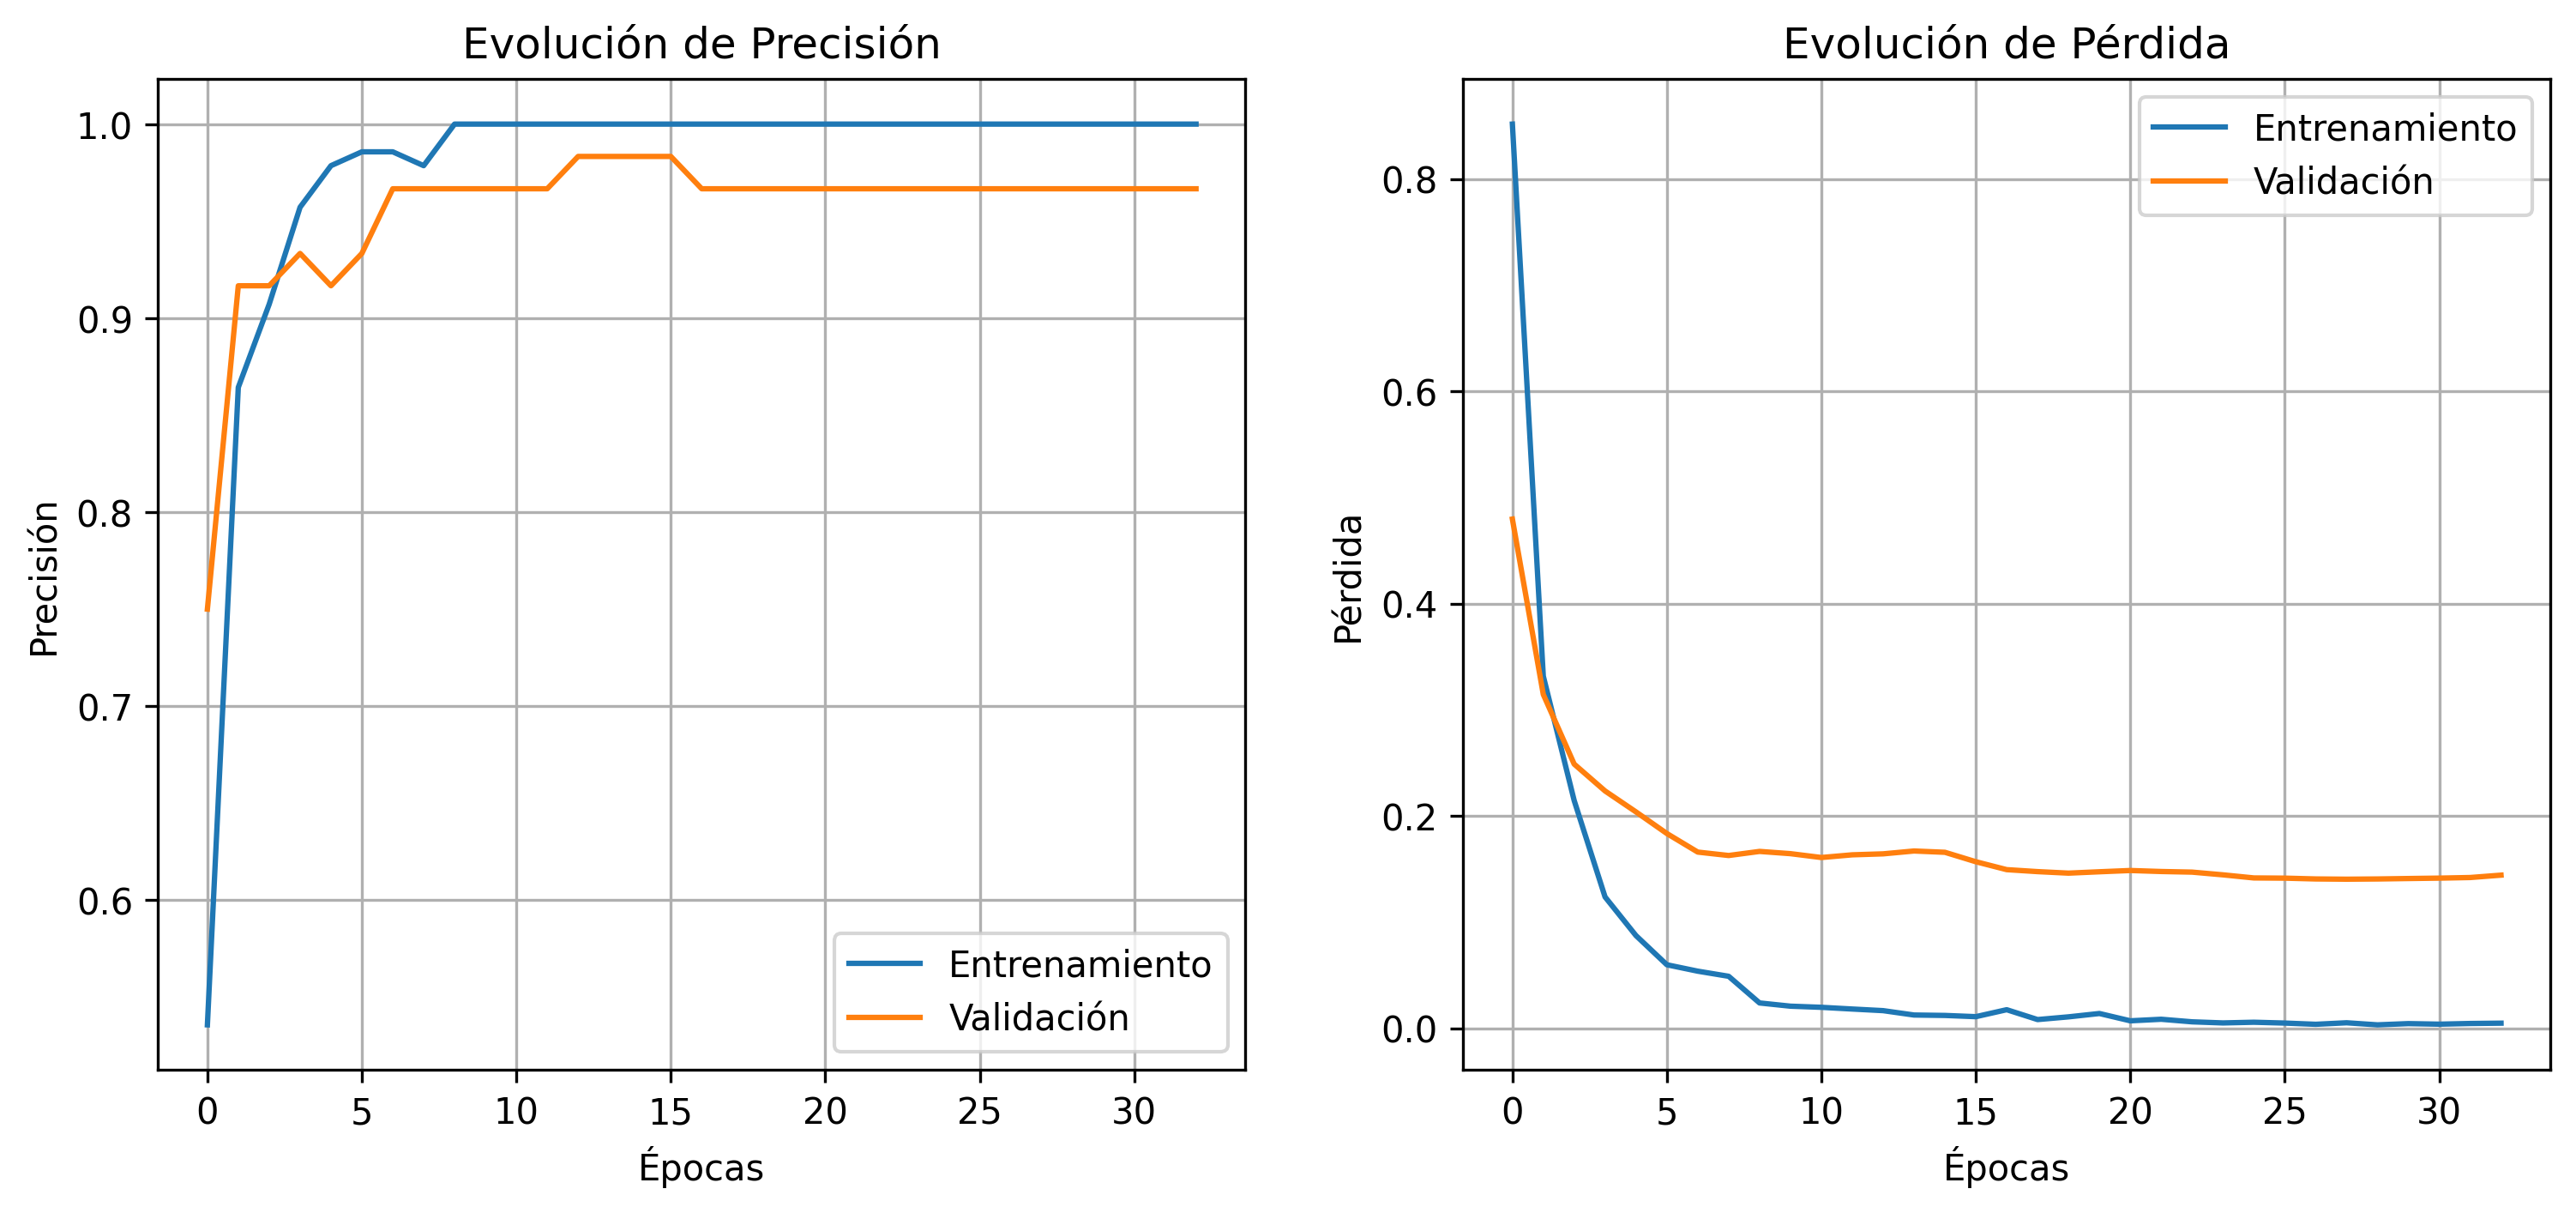 Evolución de Precisión
1.0
0.9
0.8
0.7
0.6
Precisión
0
5
10
15
20
25
30
Épocas
Entrenamiento
Validación
Evolución de Pérdida
0.8
0.6
0.4
0.2
0.0
Pérdida
0
5
10
15
20
25
30
Épocas
Entrenamiento
Validación